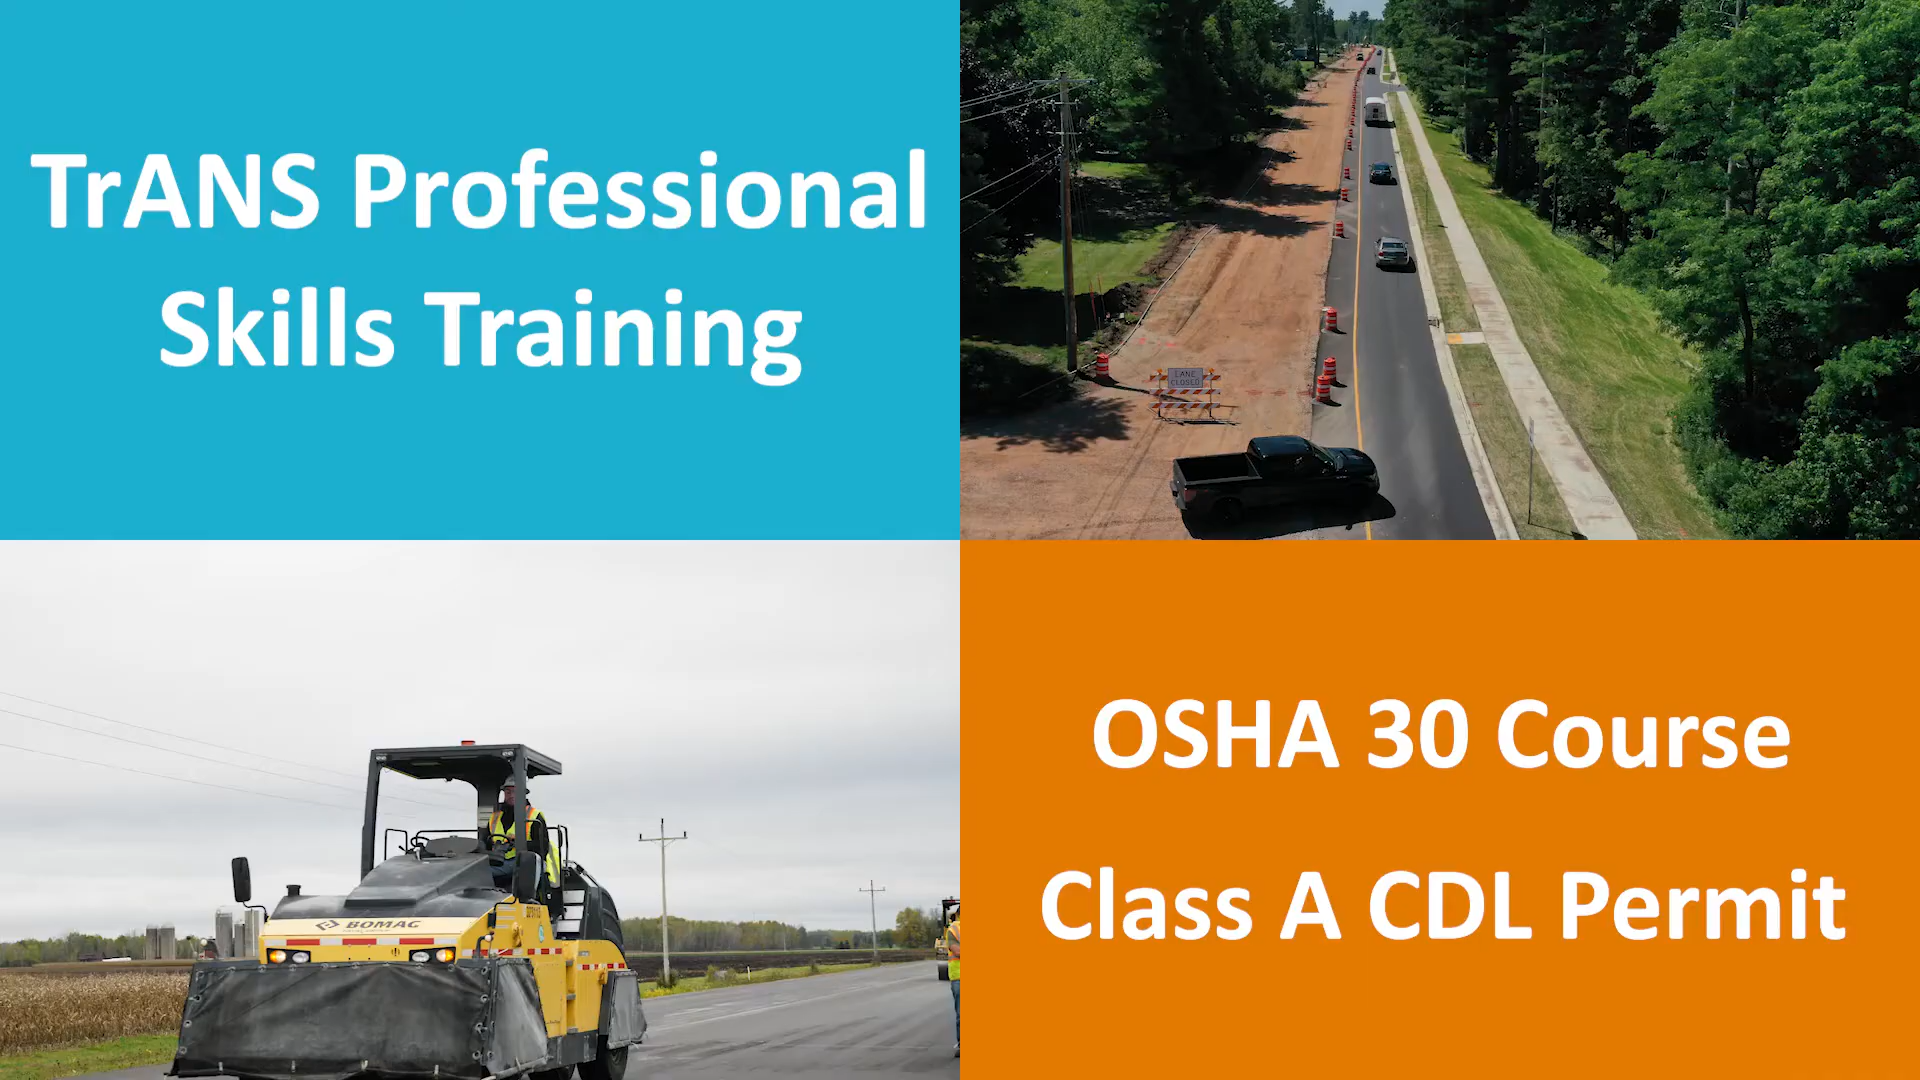 TrANS Professional
Skills Training
LANE
CLOSED
BOMAG
OSHA 30 Course
Class A CDL Permit